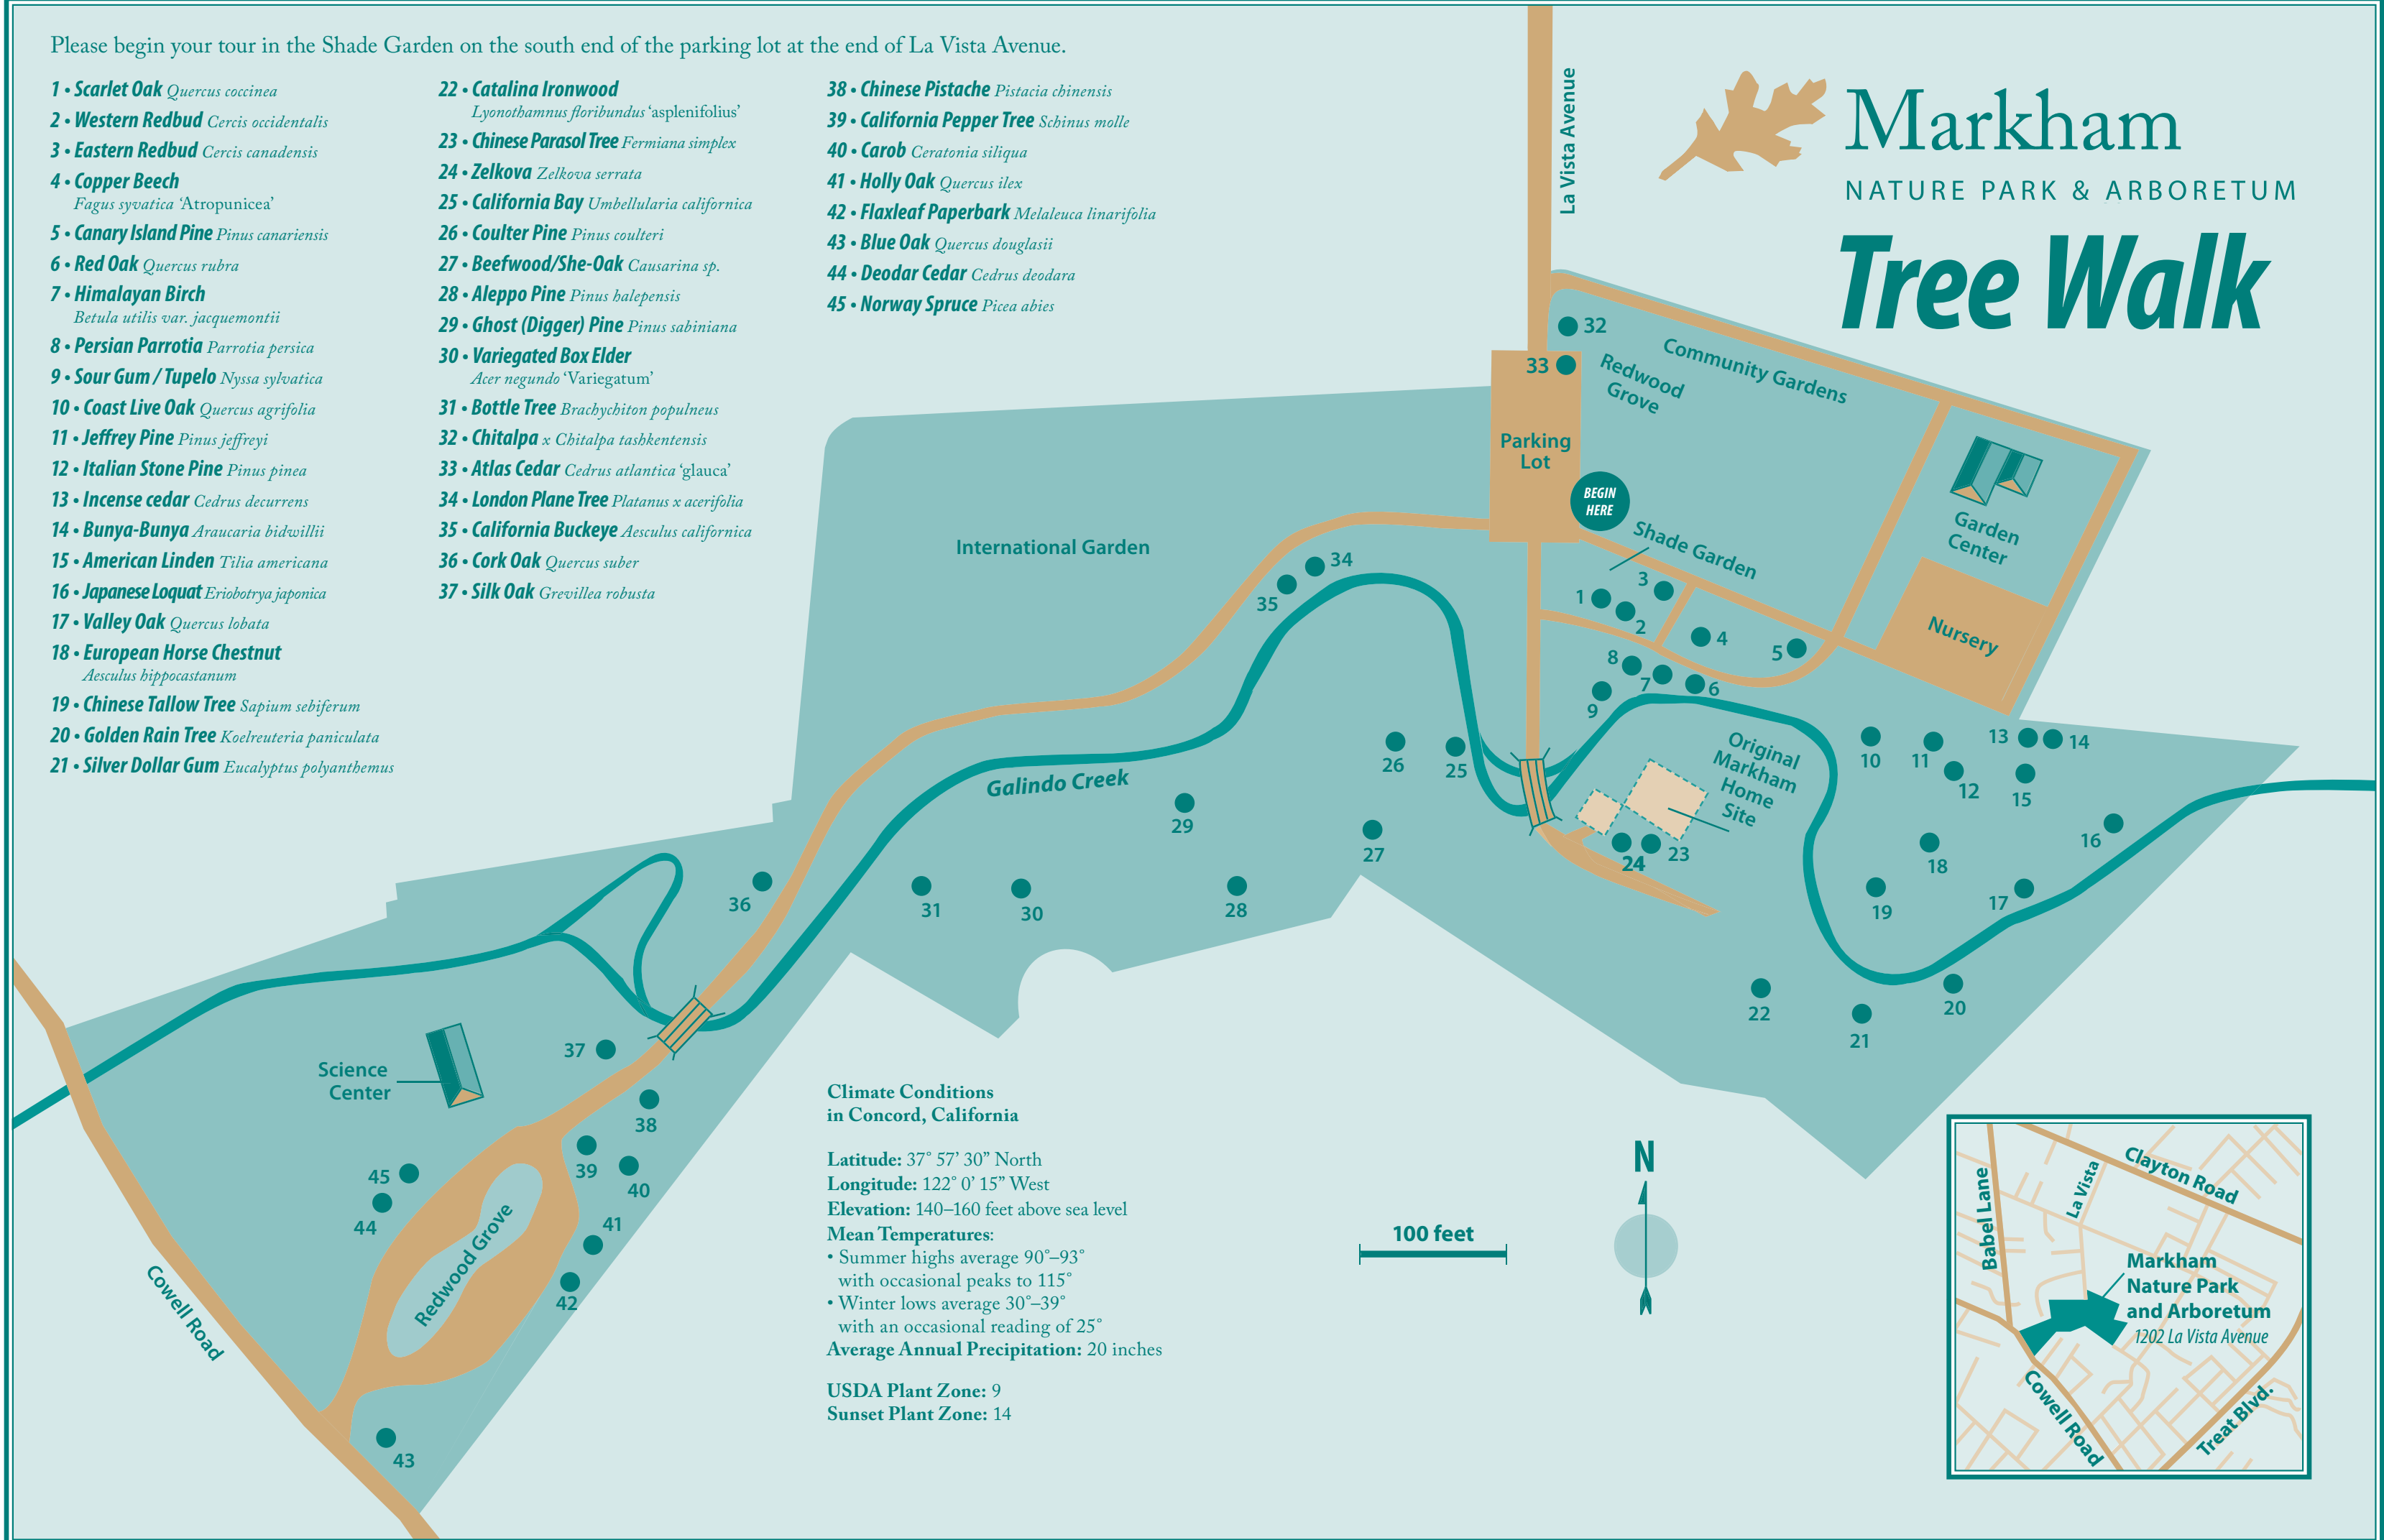 Please begin your tour in the Shade Garden on the south end of the parking lot at the end of La Vista Avenue.
1 • Scarlet Oak Quercus coccinea
2 • Western Redbud Cercis occidentalis
3 • Eastern Redbud Cercis canadensis
4 • Copper Beech
Fagus syvatica ‘Atropunicea’
5 • Canary Island Pine Pinus canariensis
6 • Red Oak Quercus rubra
7 • Himalayan Birch
Betula utilis var. jacquemontii
8 • Persian Parrotia Parrotia persica
9 • Sour Gum / Tupelo Nyssa sylvatica
10 • Coast Live Oak Quercus agrifolia
11 • Jeffrey Pine Pinus jeffreyi
12 • Italian Stone Pine Pinus pinea
13 • Incense cedar Cedrus decurrens
14 • Bunya-Bunya Araucaria bidwillii
15 • American Linden Tilia americana
16 • Japanese Loquat Eriobotrya japonica
17 • Valley Oak Quercus lobata
18 • European Horse Chestnut
Aesculus hippocastanum
19 • Chinese Tallow Tree Sapium sebiferum
20 • Golden Rain Tree Koelreuteria paniculata
21 • Silver Dollar Gum Eucalyptus polyanthemus
22 • Catalina Ironwood
Lyonothamnus floribundus ‘asplenifolius’
23 • Chinese Parasol Tree Fermiana simplex
24 • Zelkova Zelkova serrata
25 • California Bay Umbellularia californica
26 • Coulter Pine Pinus coulteri
27 • Beefwood/She-Oak Causarina sp.
28 • Aleppo Pine Pinus halepensis
29 • Ghost (Digger) Pine Pinus sabiniana
30 • Variegated Box Elder
Acer negundo ‘Variegatum’
31 • Bottle Tree Brachychiton populneus
32 • Chitalpa x Chitalpa tashkentensis
33 • Atlas Cedar Cedrus atlantica ‘glauca’
34 • London Plane Tree Platanus x acerifolia
35 • California Buckeye Aesculus californica
36 • Cork Oak Quercus suber
37 • Silk Oak Grevillea robusta
38 • Chinese Pistache Pistacia chinensis
39 • California Pepper Tree Schinus molle
40 • Carob Ceratonia siliqua
41 • Holly Oak Quercus ilex
42 • Flaxleaf Paperbark Melaleuca linarifolia
43 • Blue Oak Quercus douglasii
44 • Deodar Cedar Cedrus deodara
45 • Norway Spruce Picea abies
Markham
NATURE PARK & ARBORETUM
Tree Walk
La Vista Avenue
32
33
Redwood
Grove
Community Gardens
Parking
Lot
BEGIN
HERE
Shade Garden
Garden
Center
Nursery
International Garden
34
35
1
2
3
4
5
8
7
6
9
10
11
12
13
14
15
16
17
18
19
20
21
22
Original
Markham
Home
Site
24
23
25
26
27
28
29
30
31
Galindo Creek
36
37
38
39
40
41
42
43
44
45
Science
Center
Redwood Grove
Cowell Road
Climate Conditions
in Concord, California
Latitude: 37° 57’ 30” North
Longitude: 122° 0’ 15” West
Elevation: 140–160 feet above sea level
Mean Temperatures:
• Summer highs average 90°–93°
with occasional peaks to 115°
• Winter lows average 30°–39°
with an occasional reading of 25°
Average Annual Precipitation: 20 inches
USDA Plant Zone: 9
Sunset Plant Zone: 14
100 feet
N
Babel Lane
La Vista
Clayton Road
Markham
Nature Park
and Arboretum
1202 La Vista Avenue
Cowell Road
Treat Blvd.